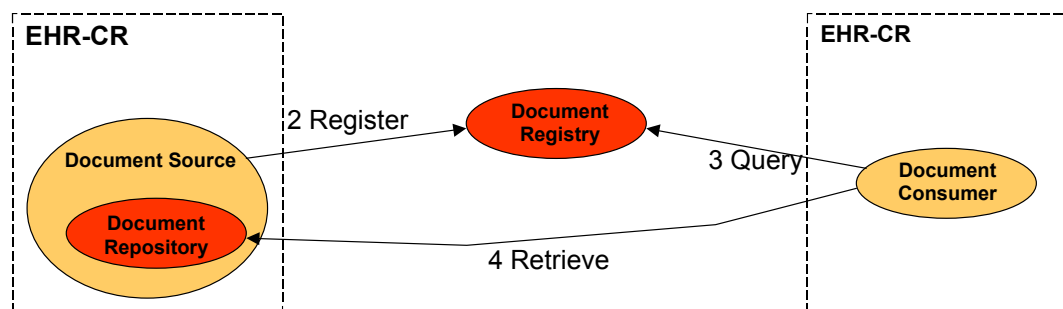 EHR-CR
EHR-CR
2 Register
Document
Registry
3 Query
Document Source
Document
Consumer
Document
Repository
4 Retrieve